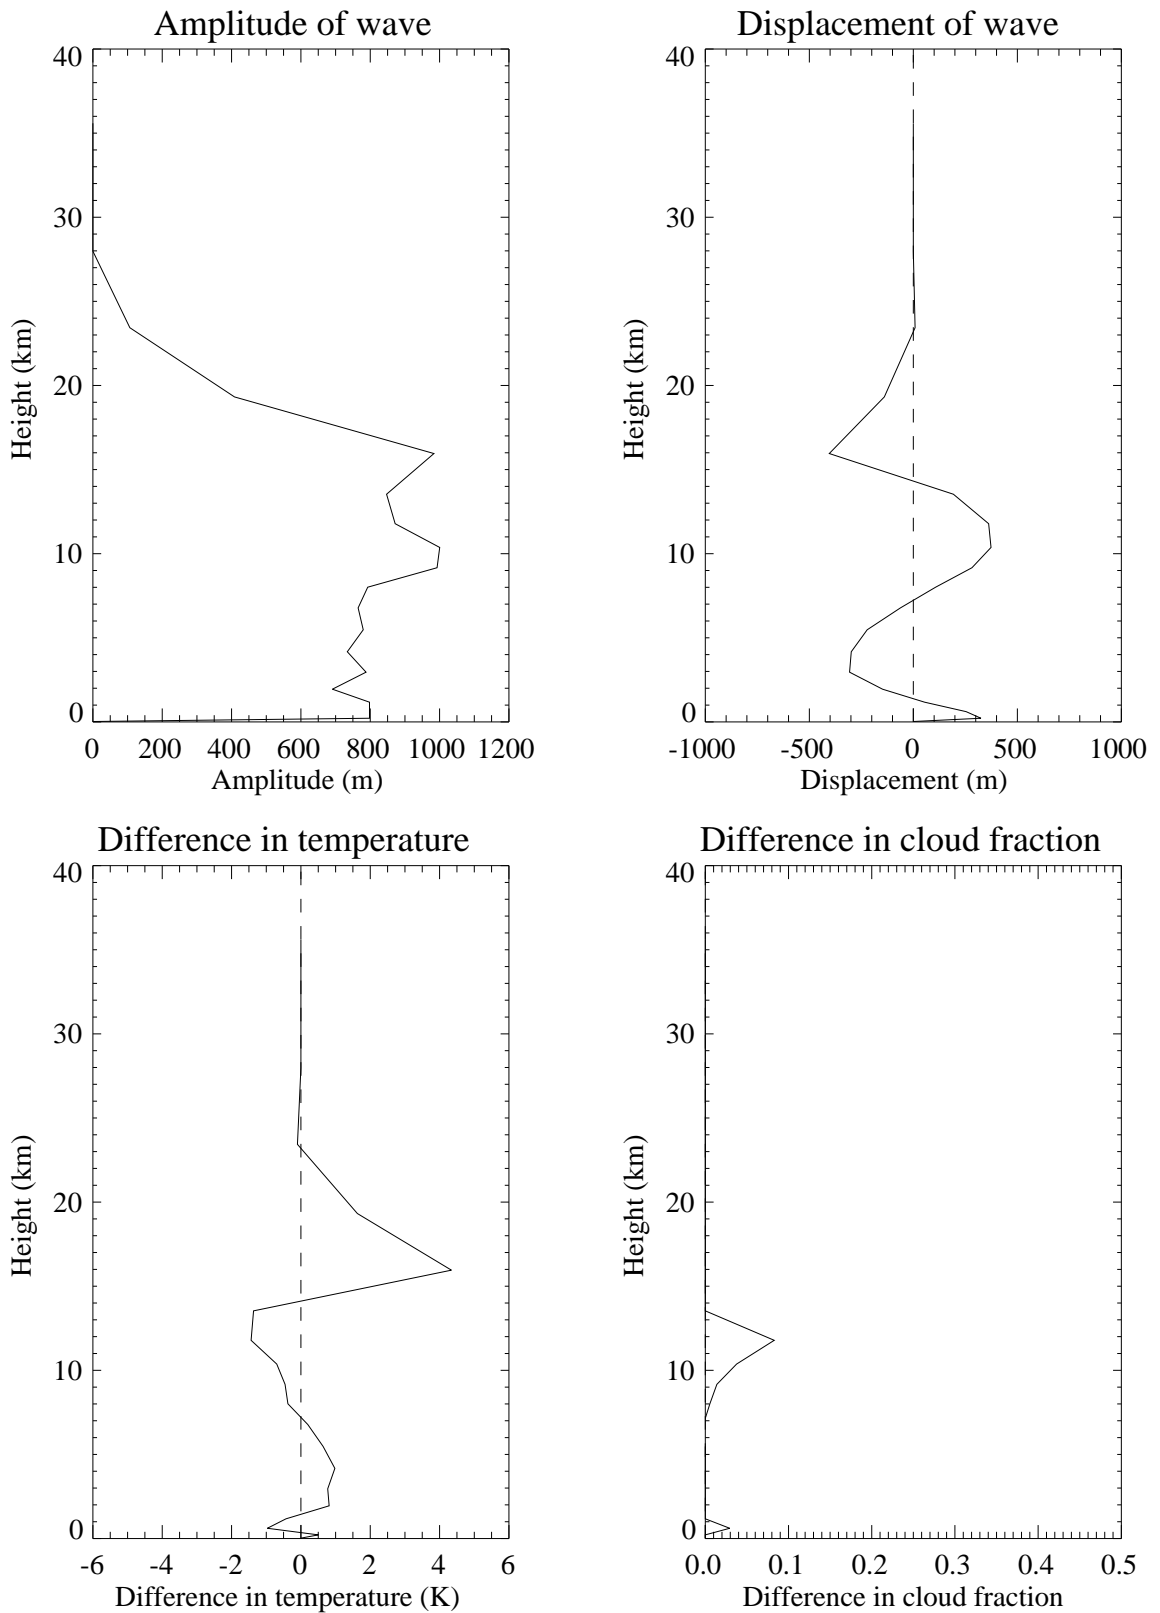 Amplitude of wave
40
30
20
10
0
Height (km)
0 200 400 600 800 1000 1200
Amplitude (m)
Displacement of wave
40
30
20
10
0
Height (km)
-1000 -500 0 500 1000
Displacement (m)
Difference in temperature
40
30
20
10
0
Height (km)
-6 -4 -2 0 2 4 6
Difference in temperature (K)
Difference in cloud fraction
40
30
20
10
0
Height (km)
0.0 0.1 0.2 0.3 0.4 0.5
Difference in cloud fraction